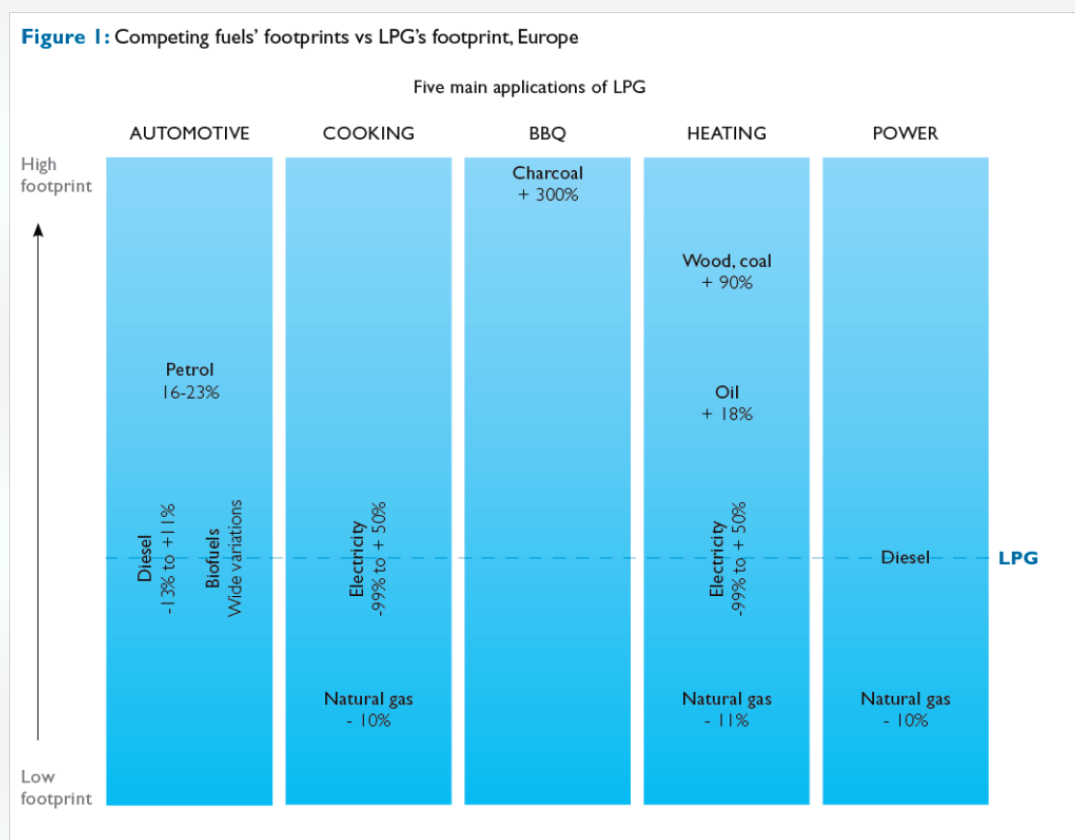 Figure 1: Competing fuels' footprints vs LPG's footprint, Europe
Five main applications of LPG
AUTOMOTIVE
COOKING
BBQ
HEATING
POWER
High
footprint
Low
footprint
Petrol
16-23%
Diesel
-13% to +11%
Biofuels
Wide variations
Electricity
-99% to + 50%
Natural gas
- 10%
Charcoal
+ 300%
Wood, coal
+ 90%
Oil
+ 18%
Electricity
-99% to + 50%
Natural gas
- 11%
Diesel
Natural gas
- 10%
LPG